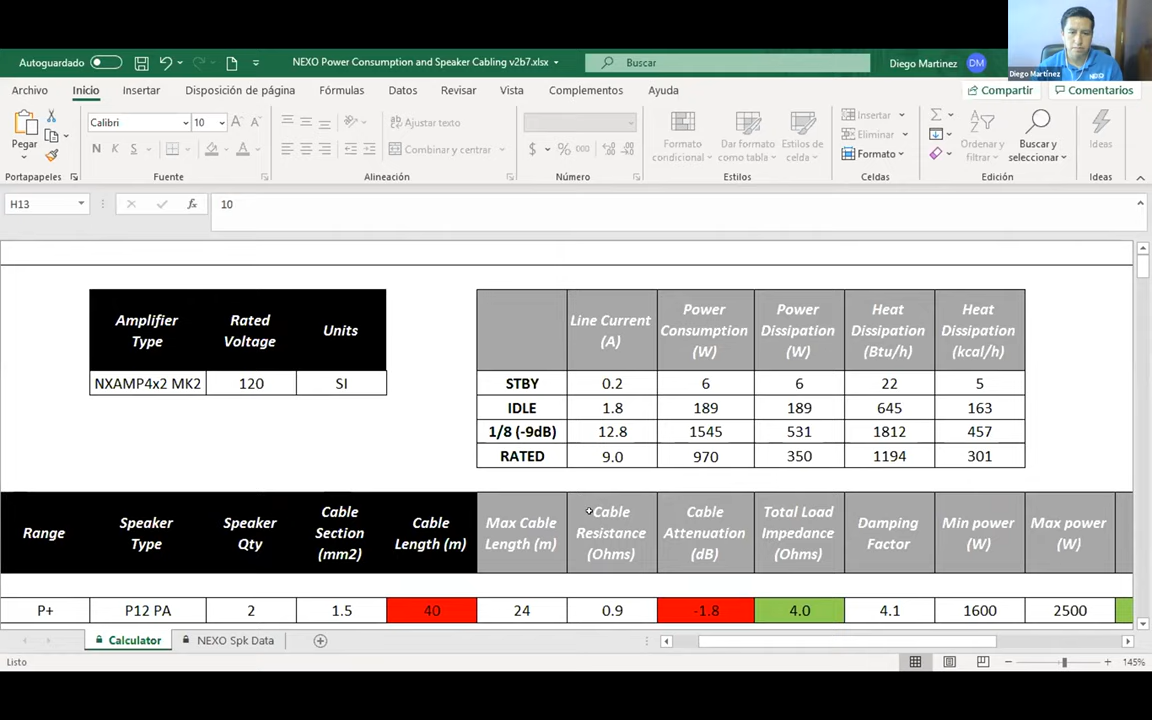 Autoguardado
NEXO Power Consumption and Speaker Cabling v2b7.xlsx
Buscar
Diego Martinez DM
Diego Martinez
Archivo Inicio Insertar Disposición de página Fórmulas Datos Revisar Vista Complementos Ayuda Compartir Comentarios
Pegar
Calibri 10
N K S
Ajustar texto
Combinar y centrar
$ % 000
Formato condicional
Dar formato como tabla
Estilos de celda
Insertar
Eliminar
Formato
Ordenar y filtrar
Buscar y seleccionar
Ideas
Portapapeles Fuente Alineación Número Estilos Celdas Edición Ideas
H13 fx 10
Amplifier Type Rated Voltage Units
NXAMP4x2 MK2 120 SI
Line Current (A) Power Consumption (W) Power Dissipation (W) Heat Dissipation (Btu/h) Heat Dissipation (kcal/h)
STBY 0.2 6 6 22 5
IDLE 1.8 189 189 645 163
1/8 (-9dB) 12.8 1545 531 1812 457
RATED 9.0 970 350 1194 301
Range Speaker Type Speaker Qty Cable Section (mm2) Cable Length (m) Max Cable Length (m) Cable Resistance (Ohms) Cable Attenuation (dB) Total Load Impedance (Ohms) Damping Factor Min power (W) Max power (W)
P+ P12 PA 2 1.5 40 24 0.9 -1.8 4.0 4.1 1600 2500
Calculator NEXO Spk Data
Listo 145%